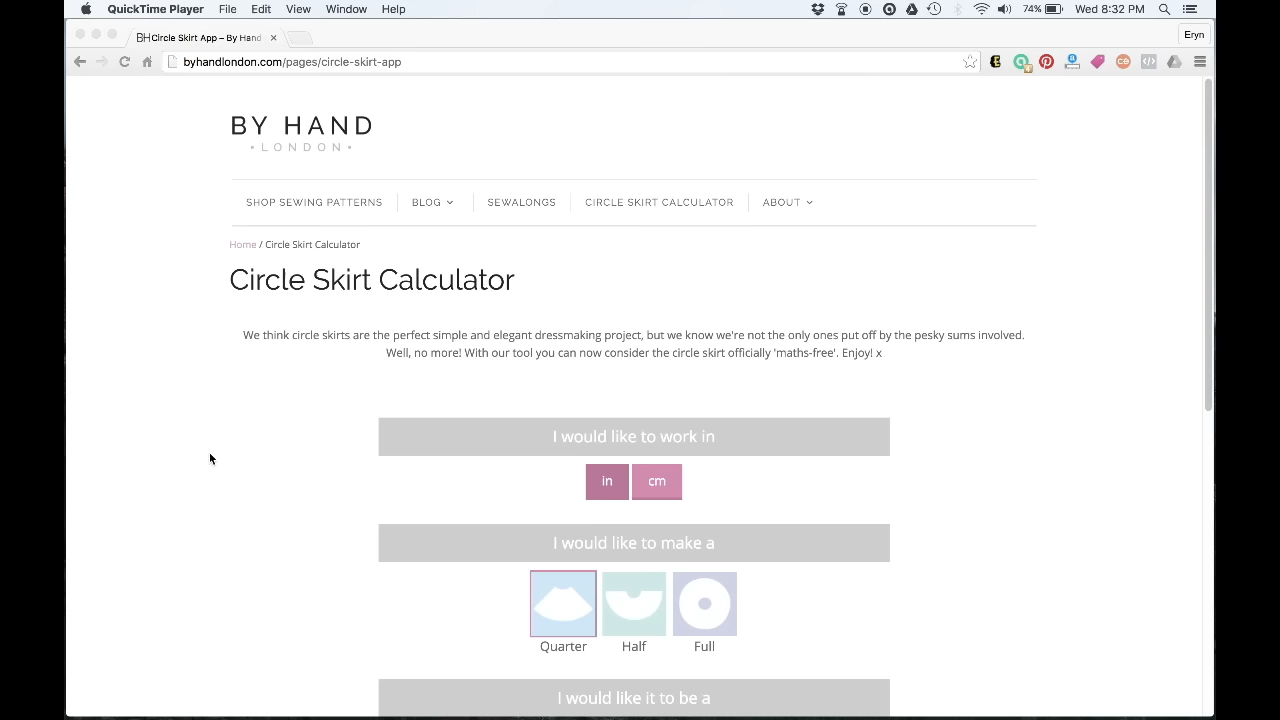 QuickTime Player File Edit View Window Help 74% Wed 8:32 PM
BH Circle Skirt App – By Hand Eryn
byhandlondon.com/pages/circle-skirt-app
BY HAND
• LONDON •
SHOP SEWING PATTERNS BLOG SEWALONGS CIRCLE SKIRT CALCULATOR ABOUT
Home / Circle Skirt Calculator
Circle Skirt Calculator
We think circle skirts are the perfect simple and elegant dressmaking project, but we know we're not the only ones put off by the pesky sums involved.
Well, no more! With our tool you can now consider the circle skirt officially 'maths-free'. Enjoy! x
I would like to work in
in cm
I would like to make a
Quarter Half Full
I would like it to be a